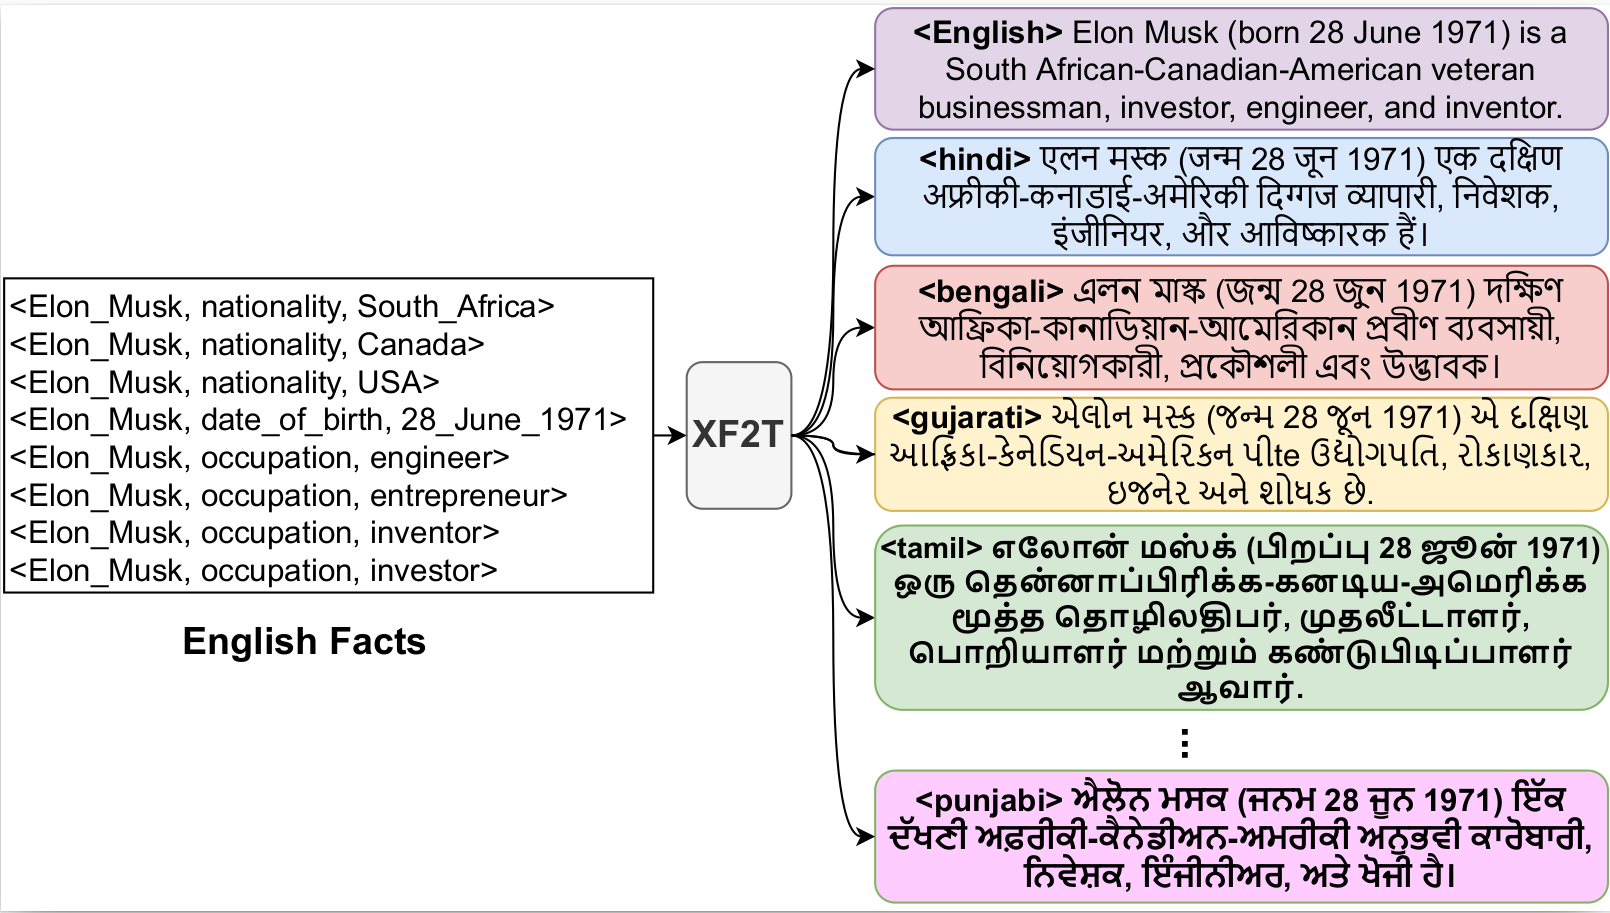 <Elon_Musk, nationality, South_Africa>
<Elon_Musk, nationality, Canada>
<Elon_Musk, nationality, USA>
<Elon_Musk, date_of_birth, 28_June_1971>
<Elon_Musk, occupation, engineer>
<Elon_Musk, occupation, entrepreneur>
<Elon_Musk, occupation, inventor>
<Elon_Musk, occupation, investor>
English Facts
XF2T
<English> Elon Musk (born 28 June 1971) is a
South African-Canadian-American veteran
businessman, investor, engineer, and inventor.
<hindi> एलन मस्क (जन्म 28 जून 1971) एक दक्षिण
अफ्रीकी-कनाडाई-अमेरिकी दिग्गज व्यापारी, निवेशक,
इंजीनियर, और आविष्कारक हैं।
<bengali> এলন মাস্ক (জন্ম 28 জুন 1971) দক্ষিণ
আফ্রিকা-কানাডিয়ান-আমেরিকান প্রবীণ ব্যবসায়ী,
বিনিয়োগকারী, প্রকৌশলী এবং উদ্ভাবক।
<gujarati> એલોન મસ્ક (જન્મ 28 જૂન 1971) એ દક્ષિણ
આફ્રિકા-કેનેડિયન-અમેરિકન પીte ઉદ્યોગપતિ, રોકાણકાર,
ઇજનેર અને શોધક છે.
<tamil> எலோன் மஸ்க் (பிறப்பு 28 ஜூன் 1971)
ஒரு தென்னாப்பிரிக்க-கனடிய-அமெரிக்க
மூத்த தொழிலதிபர், முதலீட்டாளர்,
பொறியாளர் மற்றும் கண்டுபிடிப்பாளர்
ஆவார்.
⋮
<punjabi> ਐਲੋਨ ਮਸਕ (ਜਨਮ 28 ਜੂਨ 1971) ਇੱਕ
ਦੱਖਣੀ ਅਫ਼ਰੀਕੀ-ਕੈਨੇਡੀਅਨ-ਅਮਰੀਕੀ ਅਨੁਭਵੀ ਕਾਰੋਬਾਰੀ,
ਨਿਵੇਸ਼ਕ, ਇੰਜੀਨੀਅਰ, ਅਤੇ ਖੋਜੀ ਹੈ।